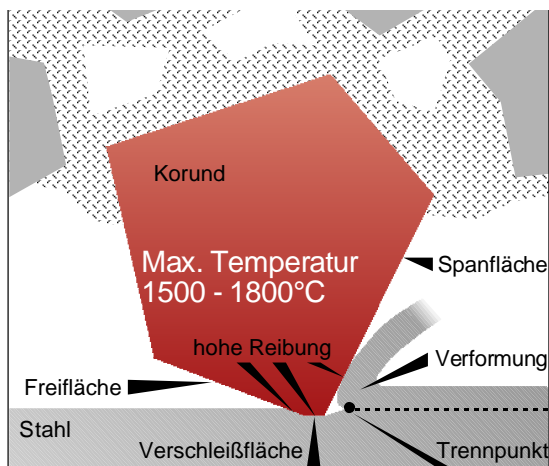 Korund
Max. Temperatur
1500 - 1800°C
Spanfläche
hohe Reibung
Verformung
Freifläche
Stahl
Verschleißfläche
Trennpunkt